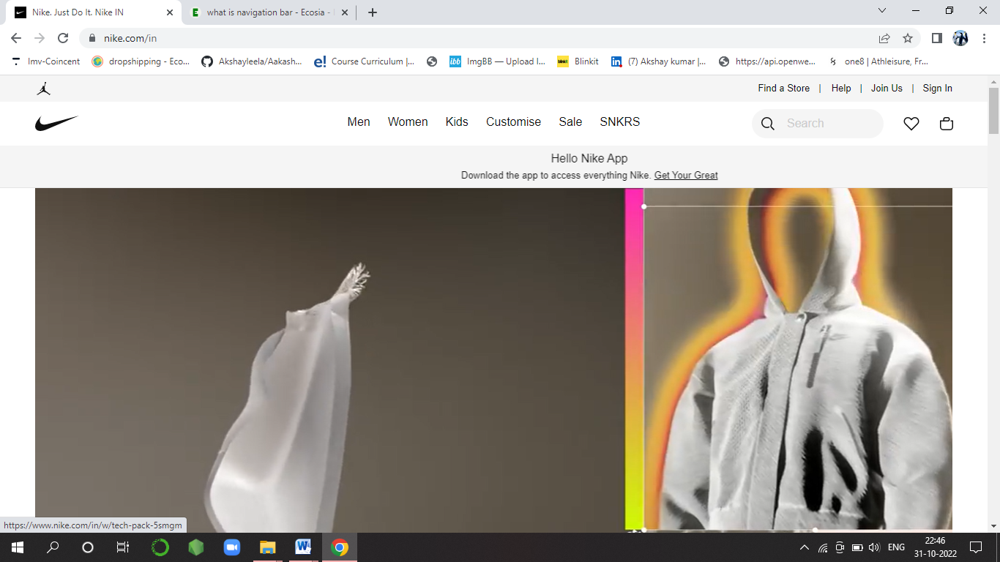 Nike. Just Do It. Nike IN
what is navigation bar - Ecosia -
nike.com/in
Imv-Coincent
dropshipping - Eco...
Akshayleela/Aakash...
e! Course Curriculum |...
ibb ImgBB — Upload I...
blinkit Blinkit
in (7) Akshay kumar |...
https://api.openwe...
one8 | Athleisure, Fr...
Find a Store | Help | Join Us | Sign In
Men Women Kids Customise Sale SNKRS
Search
Hello Nike App
Download the app to access everything Nike. Get Your Great
https://www.nike.com/in/w/tech-pack-5smgm
W
ENG
22:46
31-10-2022